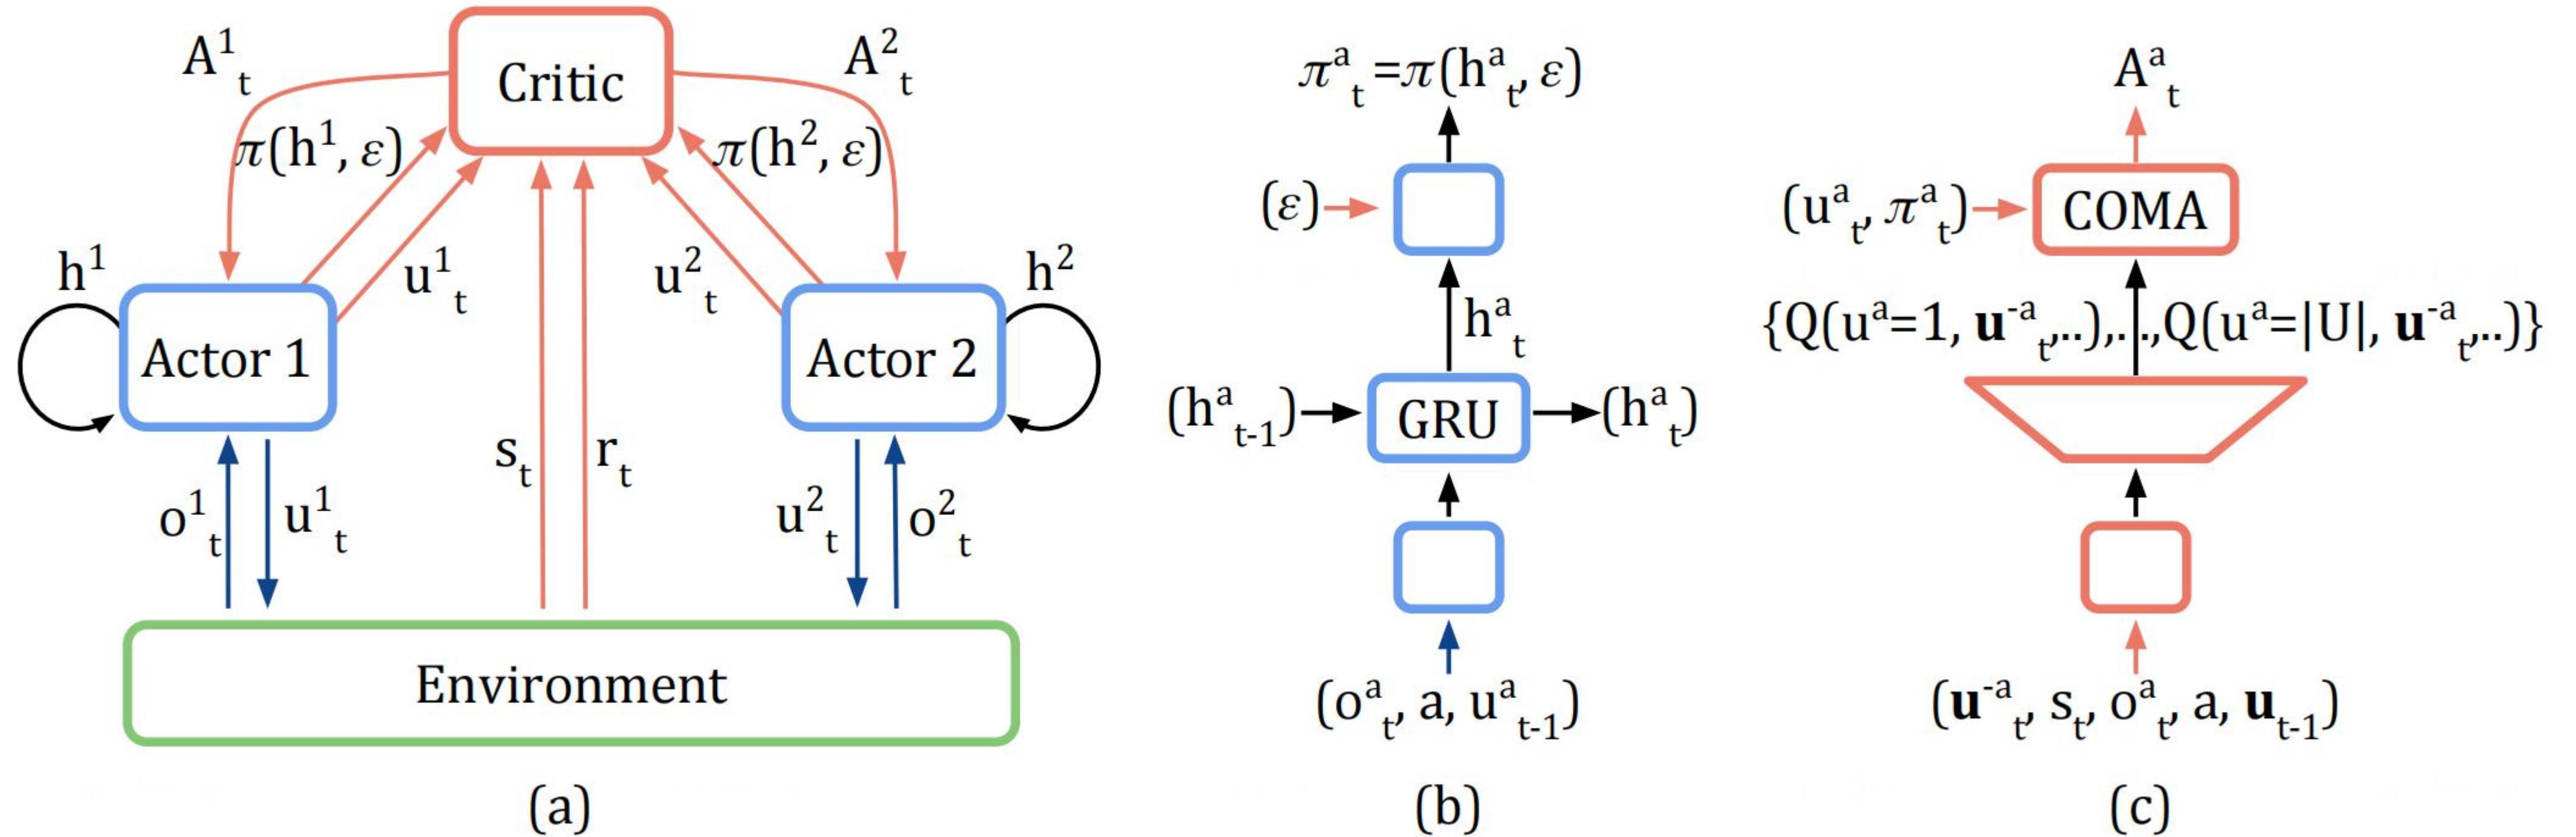 A¹ₜ
Critic
A²ₜ
π(h¹, ε)
π(h², ε)
h¹
u¹ₜ
u²ₜ
h²
Actor 1
Actor 2
sₜ
rₜ
o¹ₜ
u¹ₜ
u²ₜ
o²ₜ
Environment
(a)
πᵃₜ =π(hᵃₜ, ε)
(ε)
hᵃₜ
(hᵃₜ₋₁)
GRU
(hᵃₜ)
(oᵃₜ, a, uᵃₜ₋₁)
(b)
Aᵃₜ
(uᵃₜ, πᵃₜ)
COMA
{Q(uᵃ=1, u⁻ᵃₜ,..),...,Q(uᵃ=|U|, u⁻ᵃₜ,..)}
(u⁻ᵃₜ, sₜ, oᵃₜ, a, uₜ₋₁)
(c)